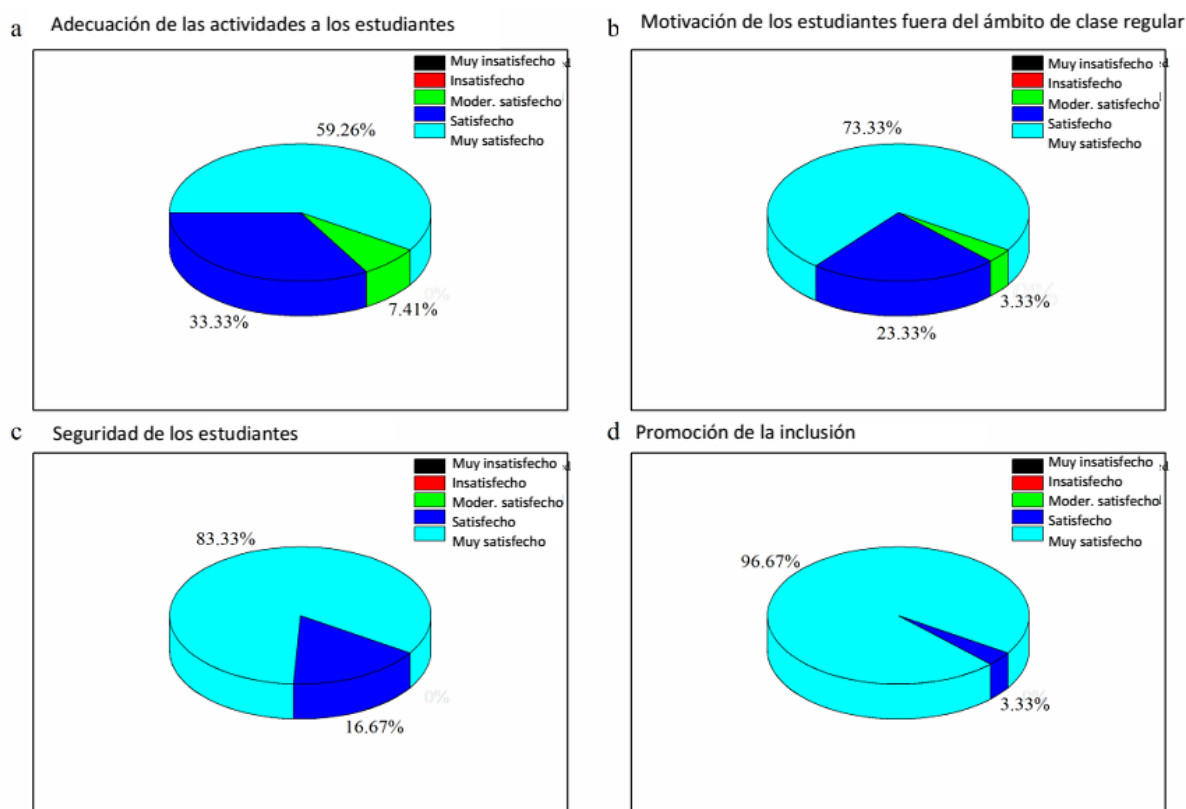 a Adecuación de las actividades a los estudiantes
Muy insatisfecho
Insatisfecho
Moder. satisfecho
Satisfecho
Muy satisfecho
59.26%
33.33%
7.41%
0%
b Motivación de los estudiantes fuera del ámbito de clase regular
Muy insatisfecho
Insatisfecho
Moder. satisfecho
Satisfecho
Muy satisfecho
73.33%
3.33%
23.33%
c Seguridad de los estudiantes
Muy insatisfecho
Insatisfecho
Moder. satisfecho
Satisfecho
Muy satisfecho
83.33%
0%
16.67%
d Promoción de la inclusión
Muy insatisfecho
Insatisfecho
Moder. satisfecho
Satisfecho
Muy satisfecho
96.67%
3.33%